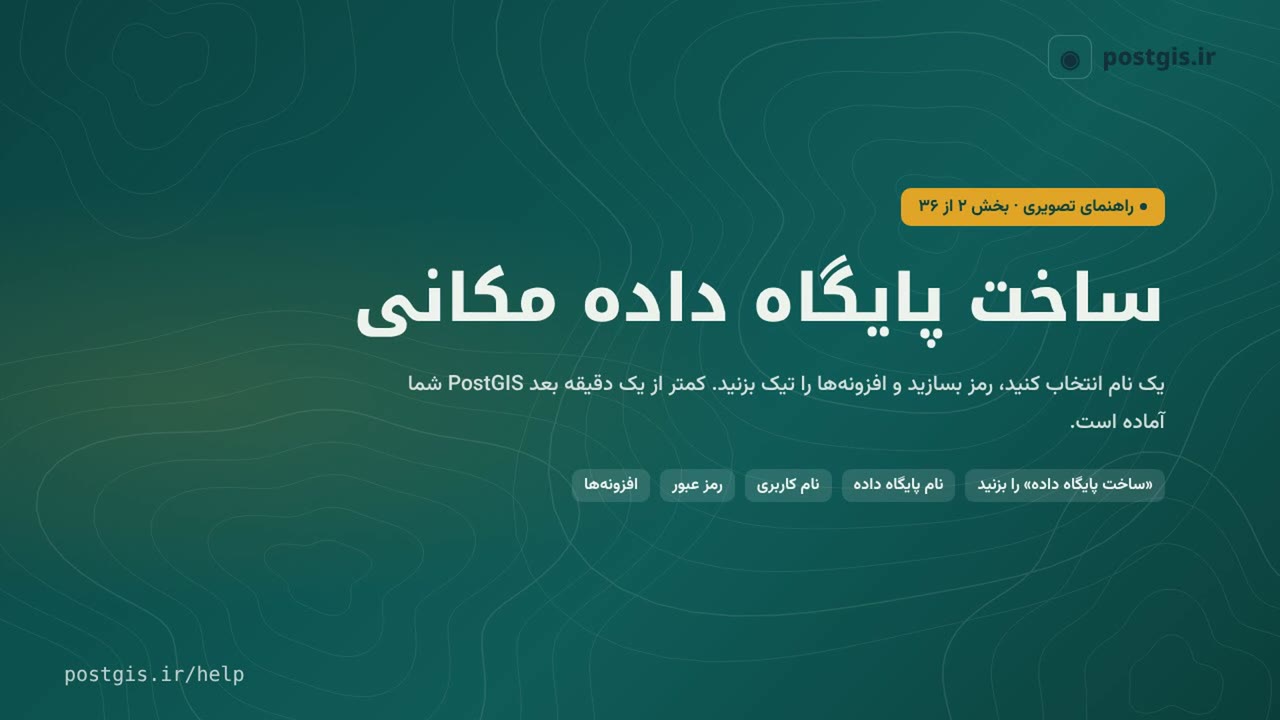 postgis.ir
• راهنمای تصویری · بخش ۲ از ۳۶
ساخت پایگاه داده مکانی
یک نام انتخاب کنید، رمز بسازید و افزونه‌ها را تیک بزنید. کمتر از یک دقیقه بعد PostGIS شما
آماده است.
«ساخت پایگاه داده» را بزنید نام پایگاه داده نام کاربری رمز عبور افزونه‌ها
postgis.ir/help